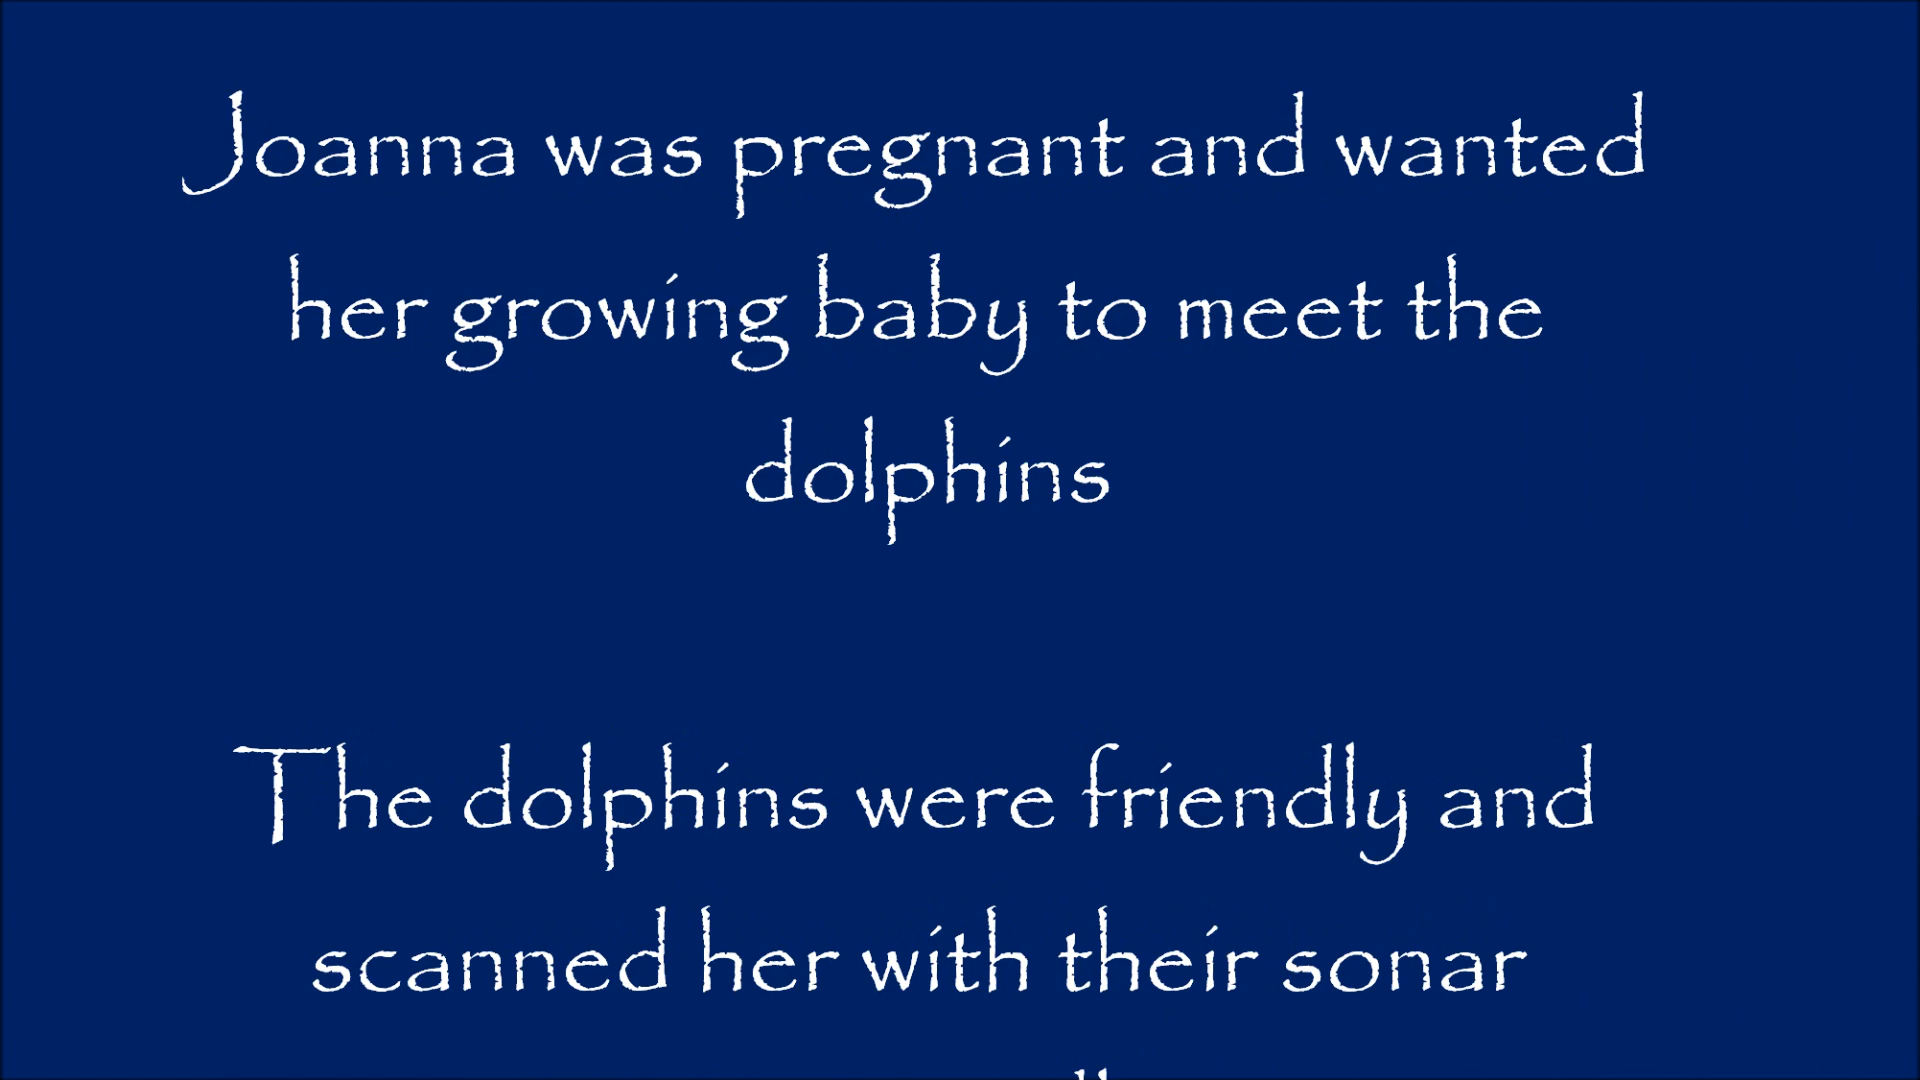 Joanna was pregnant and wanted
her growing baby to meet the
dolphins
The dolphins were friendly and
scanned her with their sonar